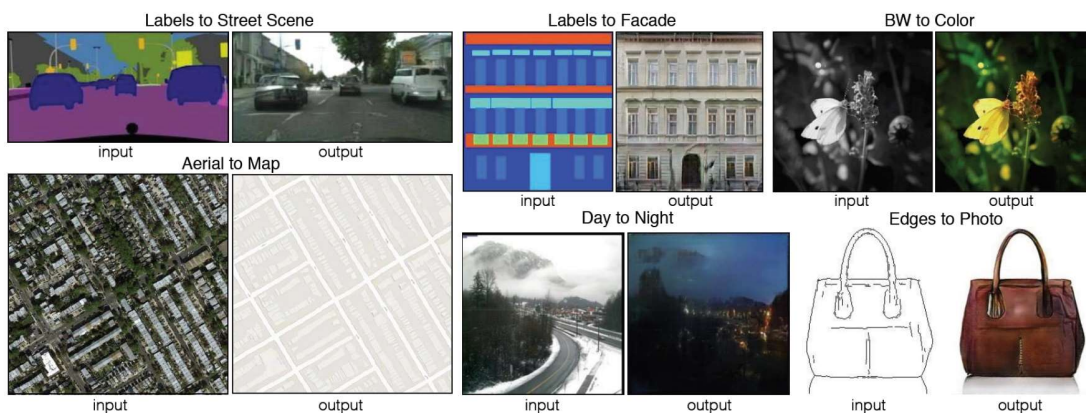 Labels to Street Scene
input
output
Aerial to Map
input
output
Labels to Facade
input
output
BW to Color
input
output
Day to Night
input
output
Edges to Photo
input
output